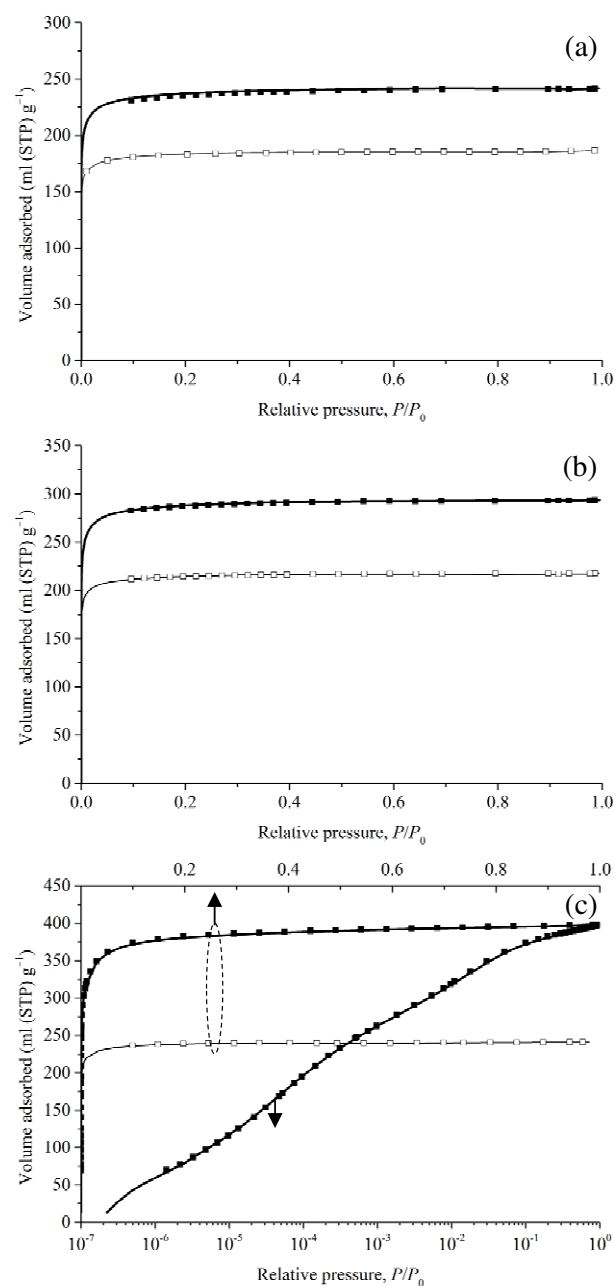 (a)
300
250
200
150
100
50
0
Volume adsorbed (ml (STP) g⁻¹)
0.0 0.2 0.4 0.6 0.8 1.0
Relative pressure, P/P₀
(b)
350
300
250
200
150
100
50
0
Volume adsorbed (ml (STP) g⁻¹)
0.0 0.2 0.4 0.6 0.8 1.0
Relative pressure, P/P₀
0.2 0.4 0.6 0.8 1.0
(c)
450
400
350
300
250
200
150
100
50
0
Volume adsorbed (ml (STP) g⁻¹)
10⁻⁷ 10⁻⁶ 10⁻⁵ 10⁻⁴ 10⁻³ 10⁻² 10⁻¹ 10⁰
Relative pressure, P/P₀